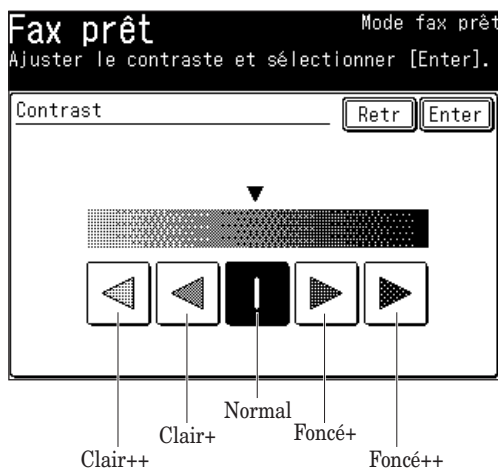 Fax prêt Mode fax prêt
Ajuster le contraste et sélectionner [Enter].
Contrast Retr Enter
Normal
Clair+ Foncé+
Clair++ Foncé++